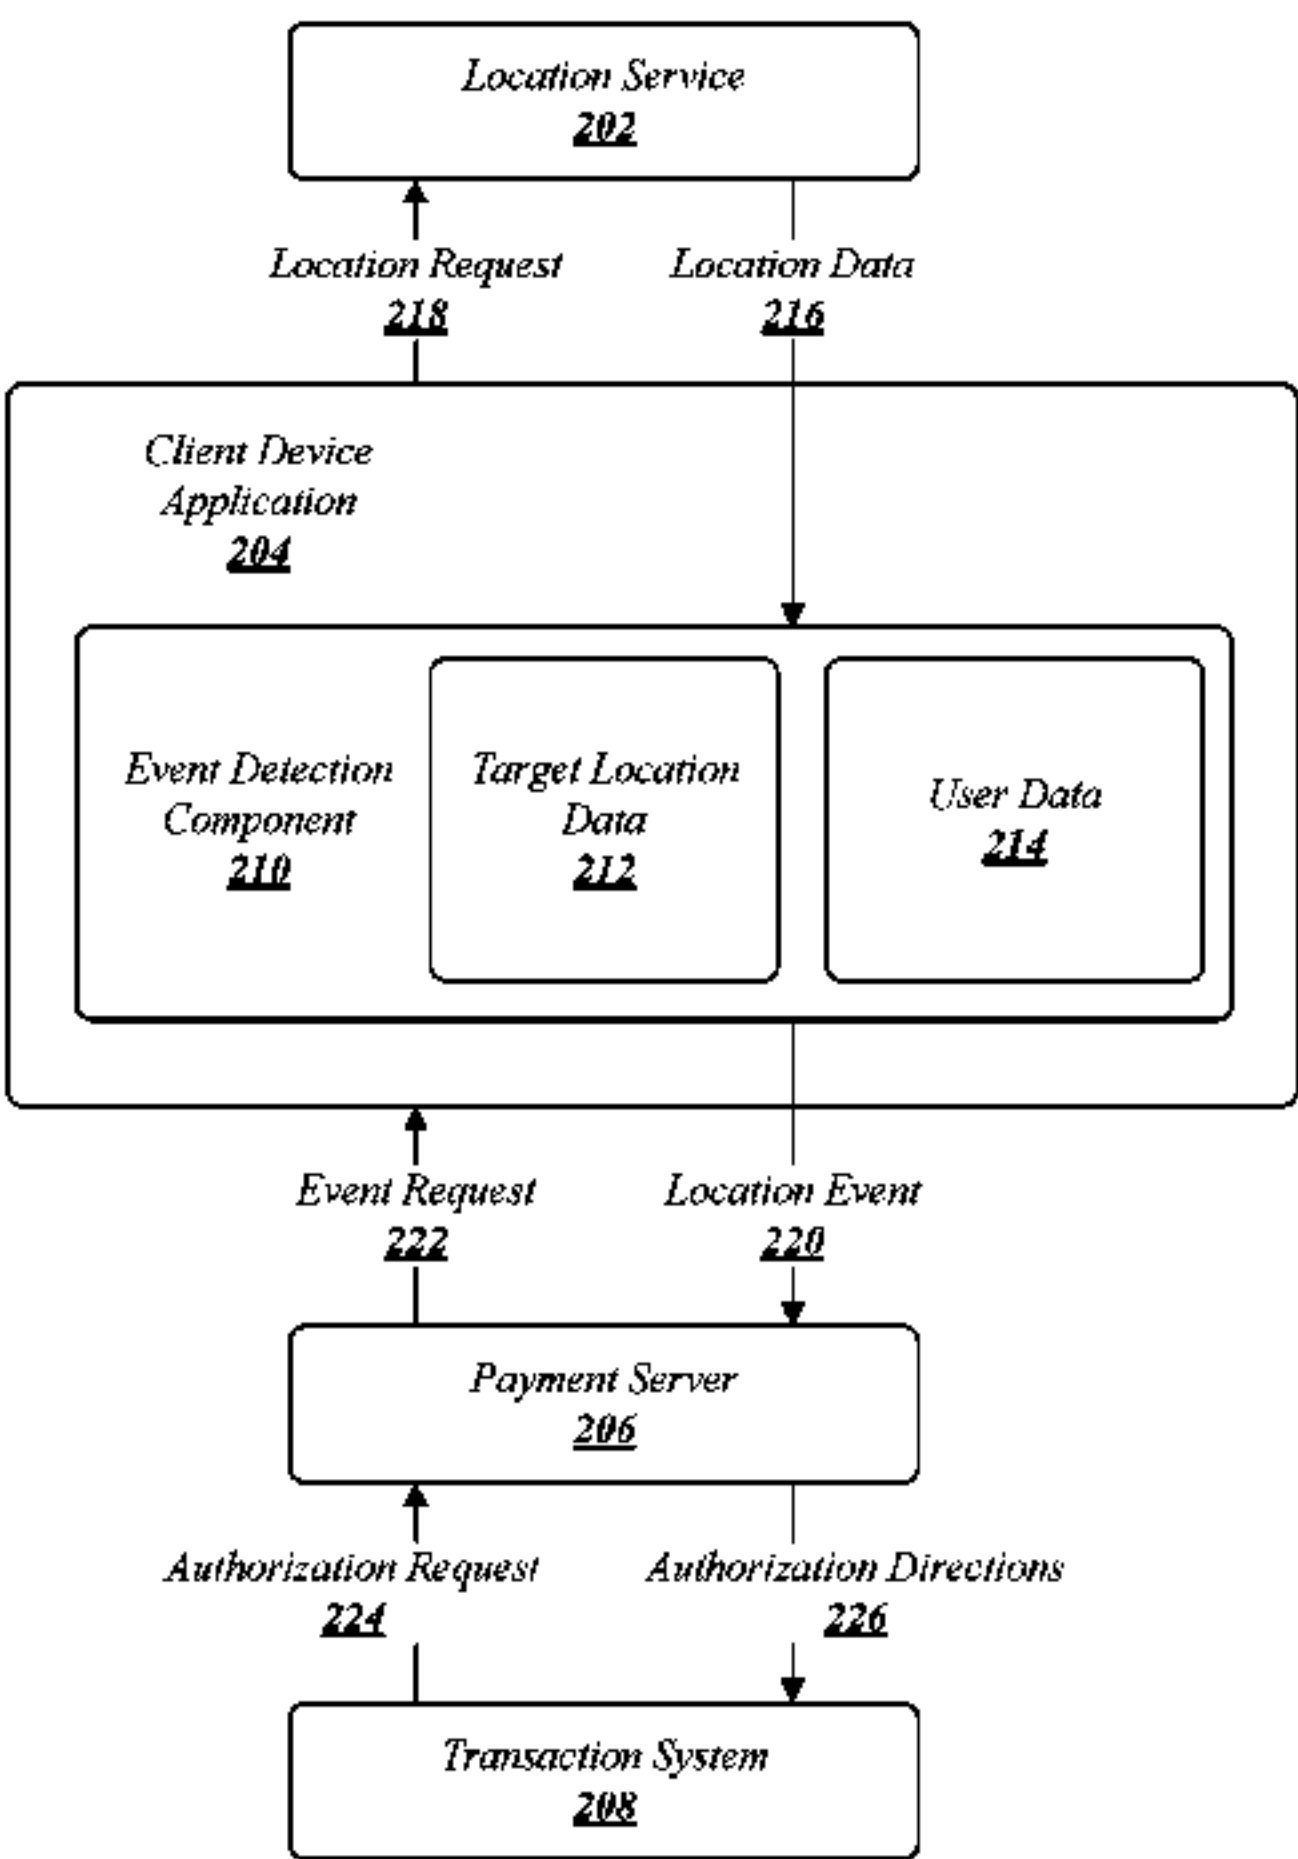 Location Service
202
Location Request
218
Location Data
216
Client Device
Application
204
Event Detection
Component
210
Target Location
Data
212
User Data
214
Event Request
222
Location Event
220
Payment Server
206
Authorization Request
224
Authorization Directions
226
Transaction System
208